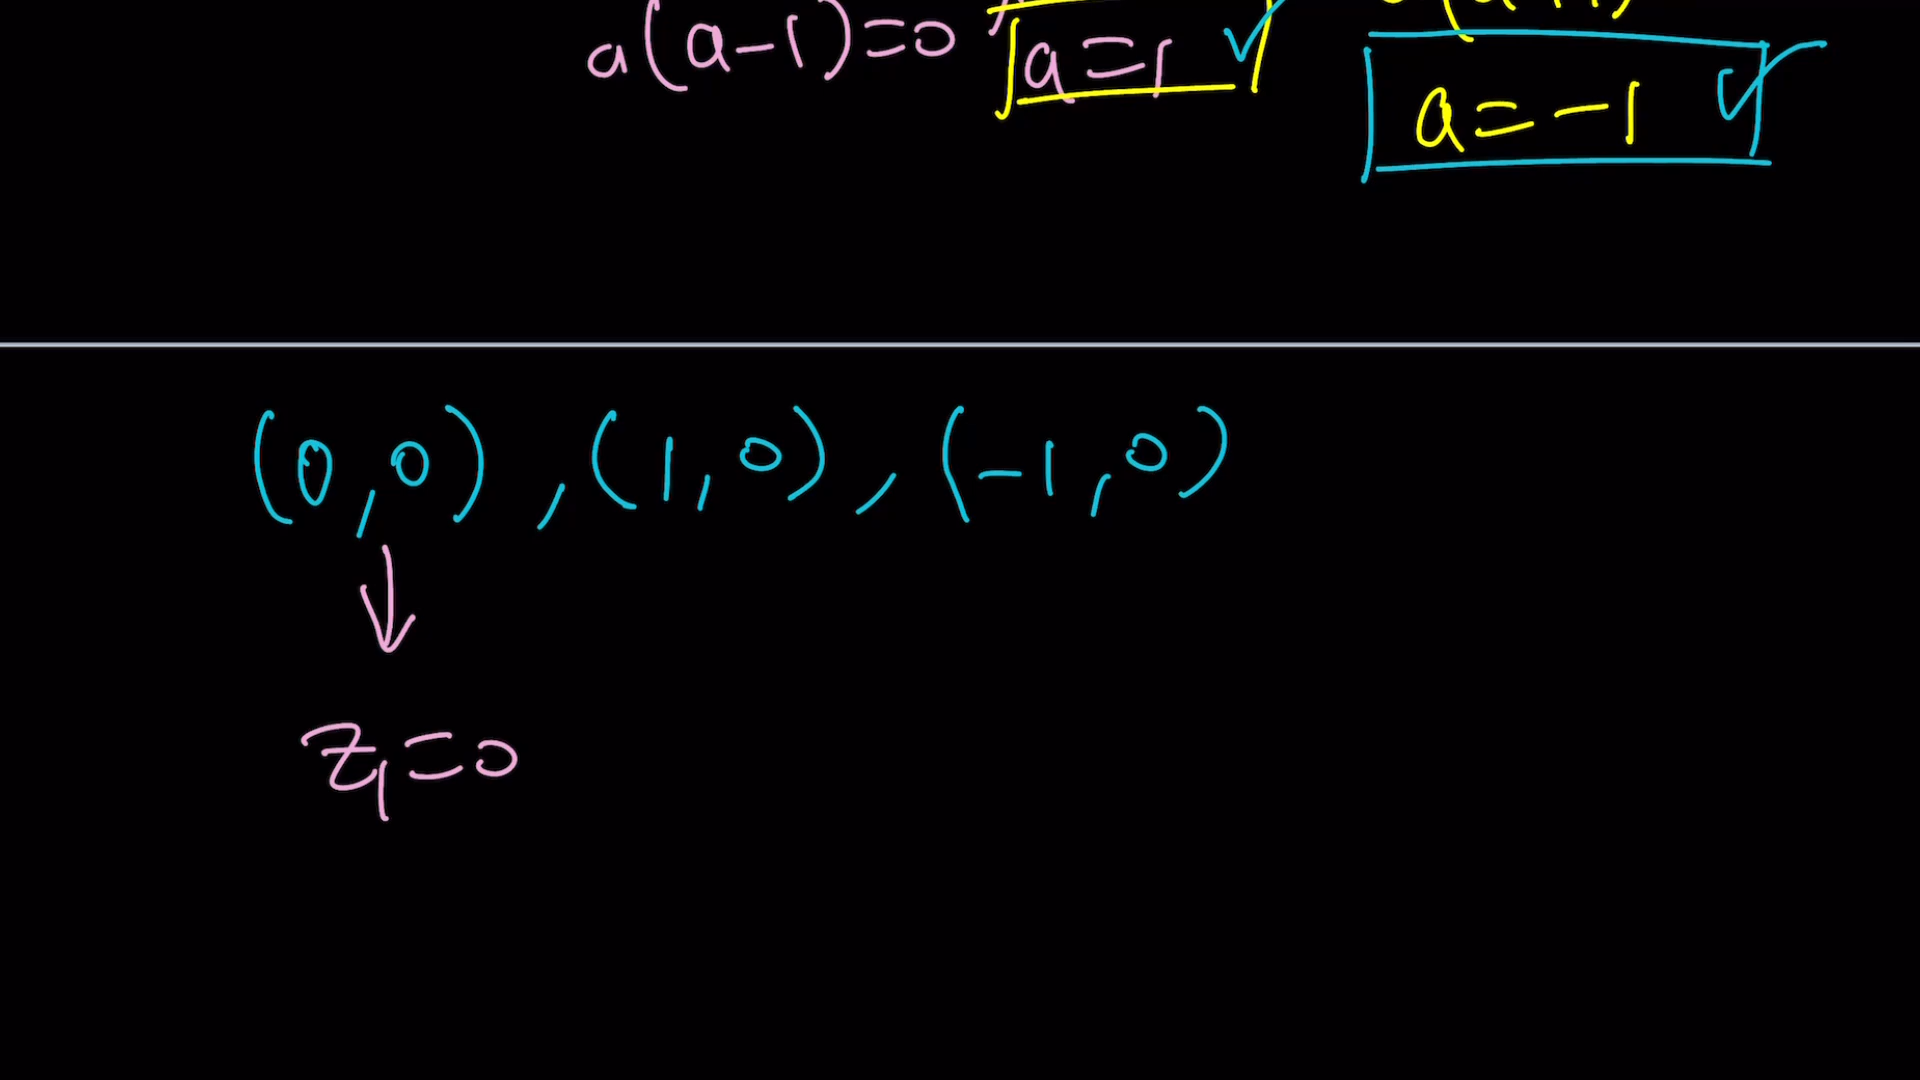 a(a-1)=0 a=1 ✓
a=-1 ✓
(0,0), (1,0), (-1,0)
↓
z₁=0